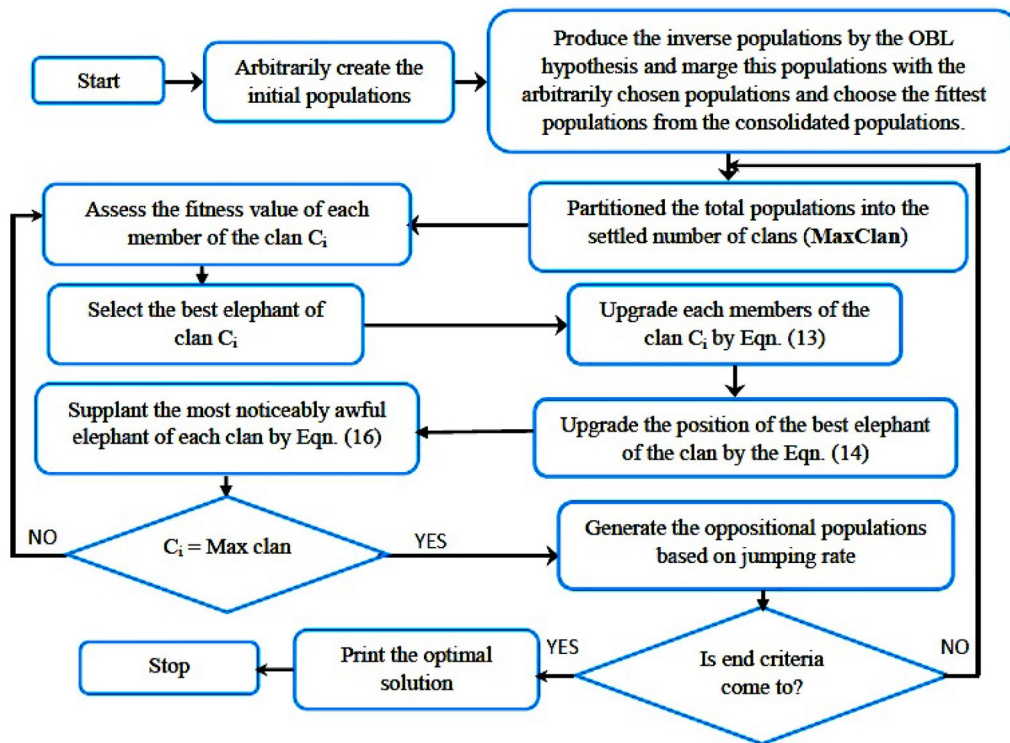 Start
Arbitrarily create the
initial populations
Produce the inverse populations by the OBL
hypothesis and marge this populations with the
arbitrarily chosen populations and choose the fittest
populations from the consolidated populations.
Partitioned the total populations into the
settled number of clans (MaxClan)
Assess the fitness value of each
member of the clan Ci
Select the best elephant of
clan Ci
Upgrade each members of the
clan Ci by Eqn. (13)
Upgrade the position of the best elephant
of the clan by the Eqn. (14)
Supplant the most noticeably awful
elephant of each clan by Eqn. (16)
Ci = Max clan
NO
YES
Generate the oppositional populations
based on jumping rate
Is end criteria
come to?
NO
YES
Print the optimal
solution
Stop